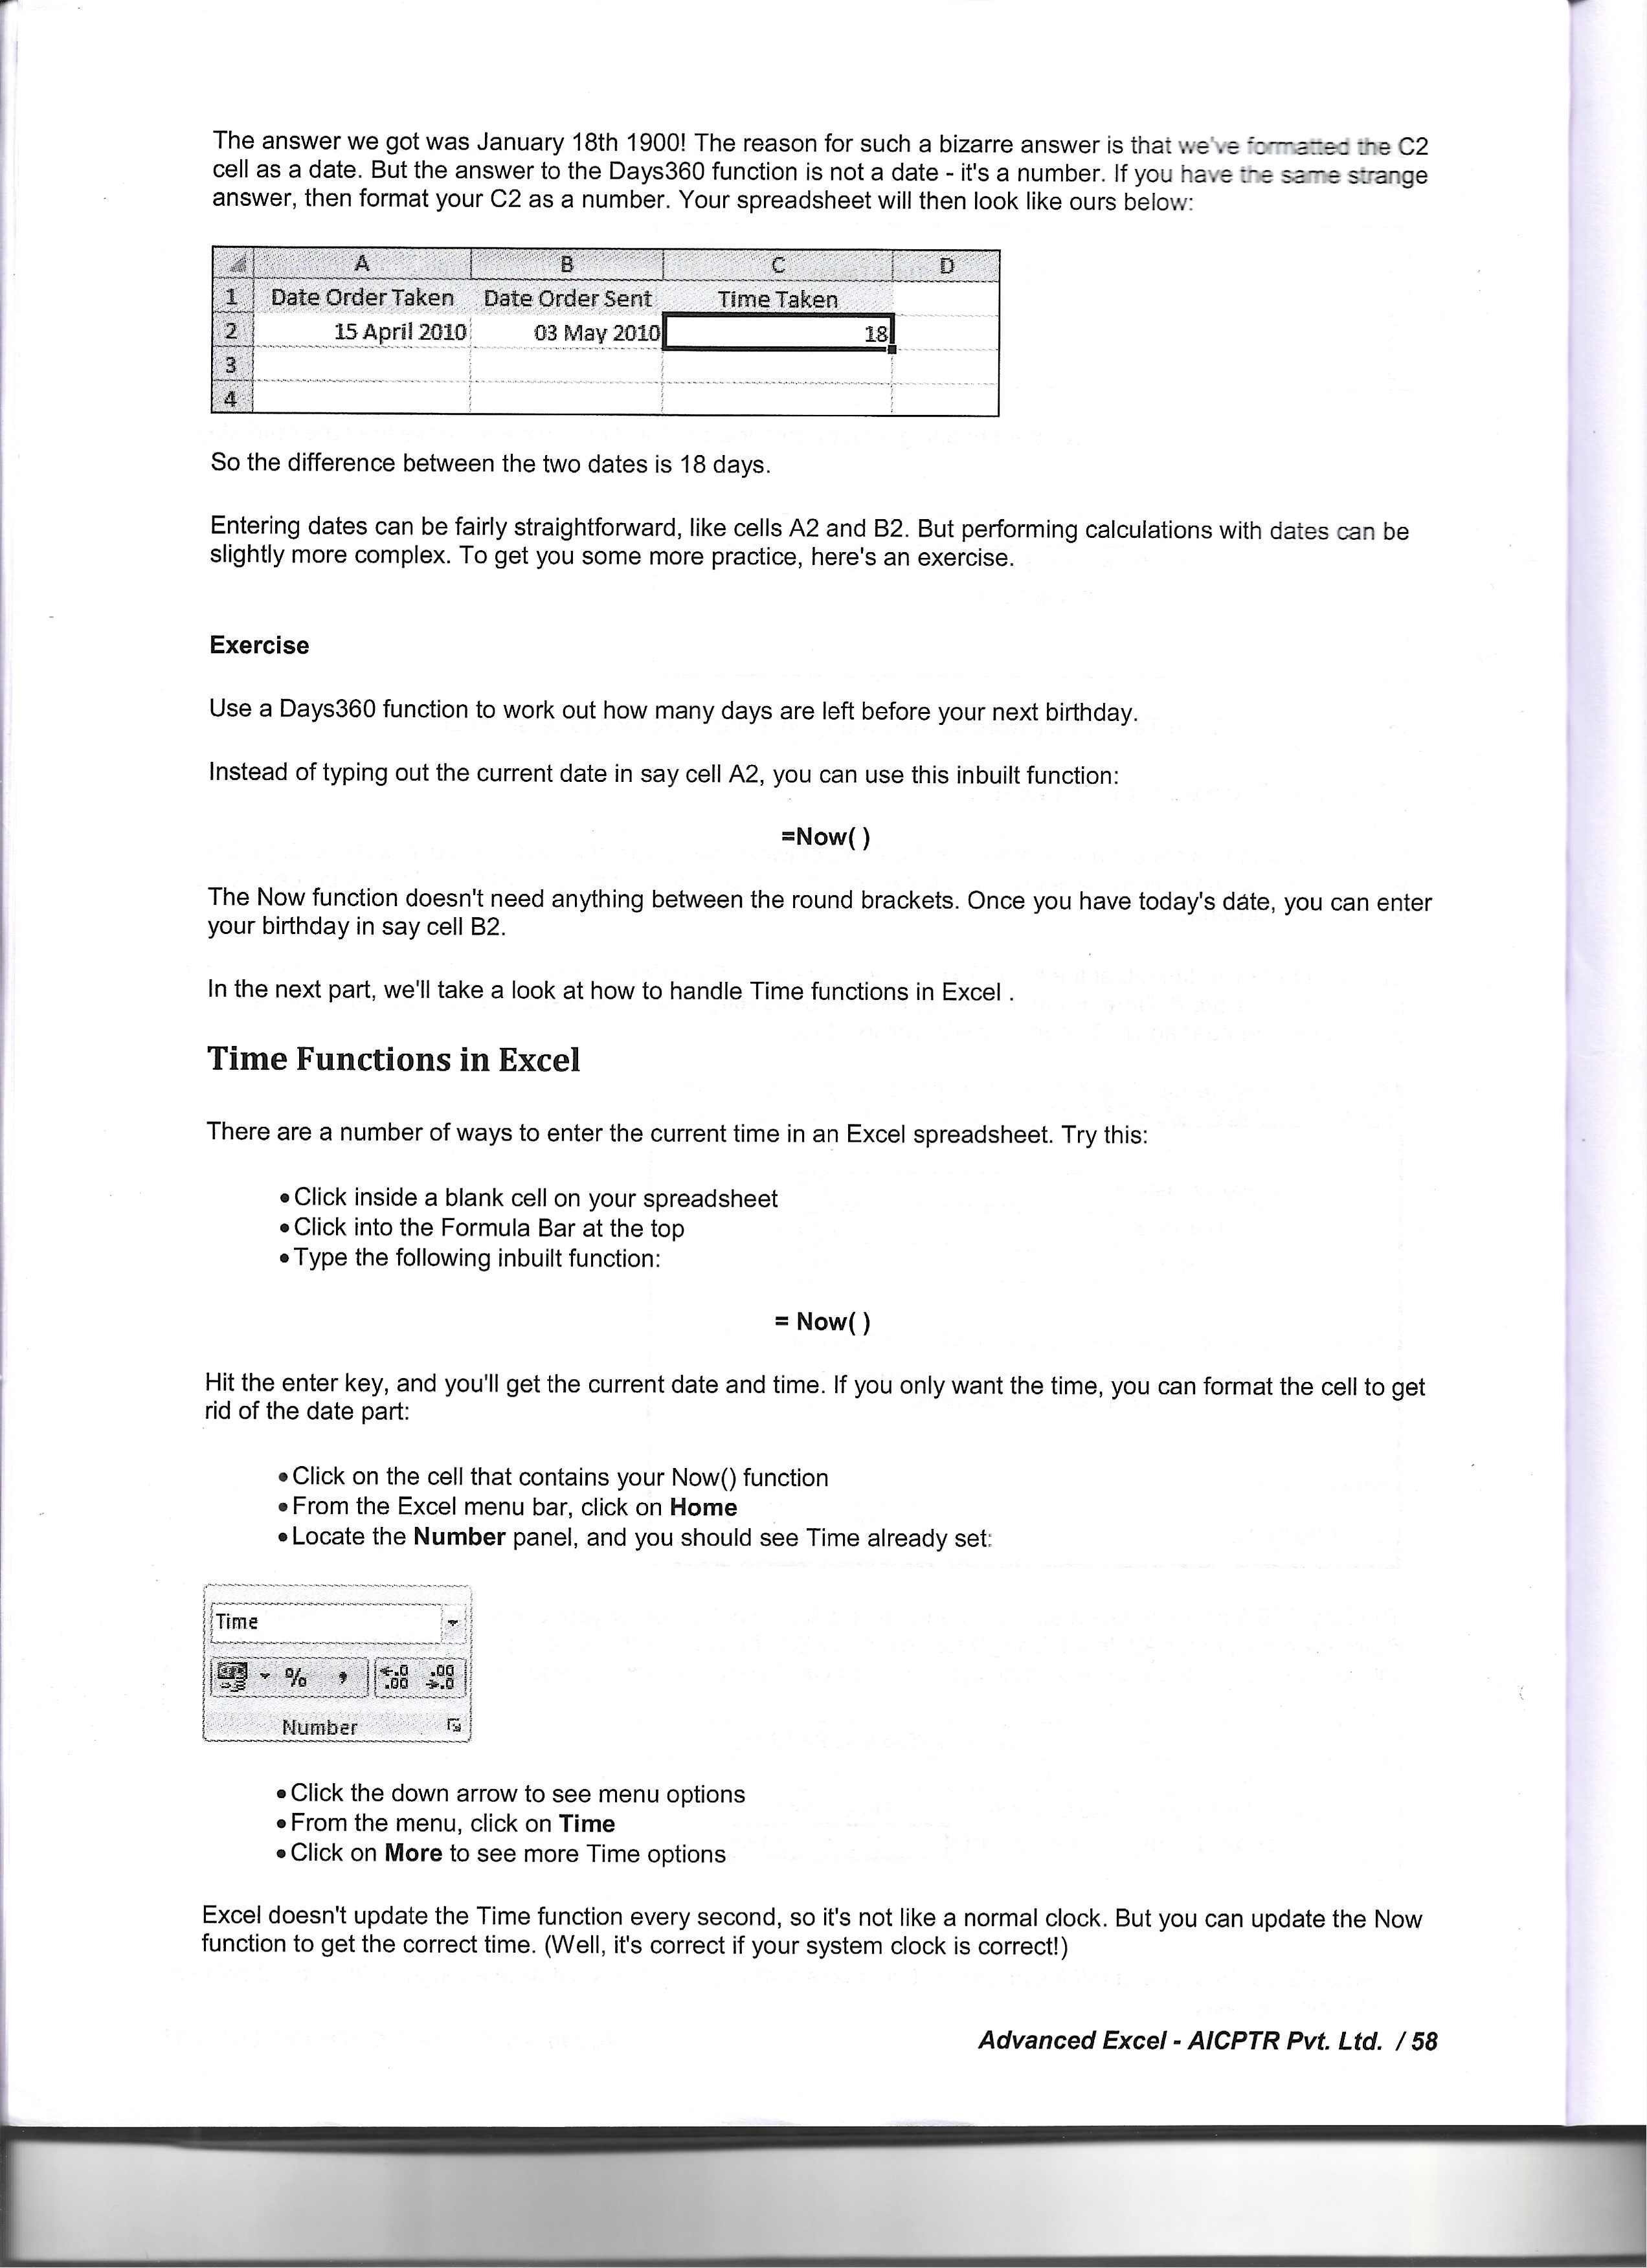 The answer we got was January 18th 1900! The reason for such a bizarre answer is that we've formatted the C2
cell as a date. But the answer to the Days360 function is not a date - it's a number. If you have the same strange
answer, then format your C2 as a number. Your spreadsheet will then look like ours below:
A B C D
1 Date Order Taken Date Order Sent Time Taken
2 15 April 2010 03 May 2010 18
3
4
So the difference between the two dates is 18 days.
Entering dates can be fairly straightforward, like cells A2 and B2. But performing calculations with dates can be
slightly more complex. To get you some more practice, here's an exercise.
Exercise
Use a Days360 function to work out how many days are left before your next birthday.
Instead of typing out the current date in say cell A2, you can use this inbuilt function:
=Now( )
The Now function doesn't need anything between the round brackets. Once you have today's date, you can enter
your birthday in say cell B2.
In the next part, we'll take a look at how to handle Time functions in Excel .
Time Functions in Excel
There are a number of ways to enter the current time in an Excel spreadsheet. Try this:
• Click inside a blank cell on your spreadsheet
• Click into the Formula Bar at the top
• Type the following inbuilt function:
= Now( )
Hit the enter key, and you'll get the current date and time. If you only want the time, you can format the cell to get
rid of the date part:
• Click on the cell that contains your Now() function
• From the Excel menu bar, click on Home
• Locate the Number panel, and you should see Time already set:
Time
% , .0 .00 .00 .0
Number
• Click the down arrow to see menu options
• From the menu, click on Time
• Click on More to see more Time options
Excel doesn't update the Time function every second, so it's not like a normal clock. But you can update the Now
function to get the correct time. (Well, it's correct if your system clock is correct!)
Advanced Excel - AICPTR Pvt. Ltd. / 58